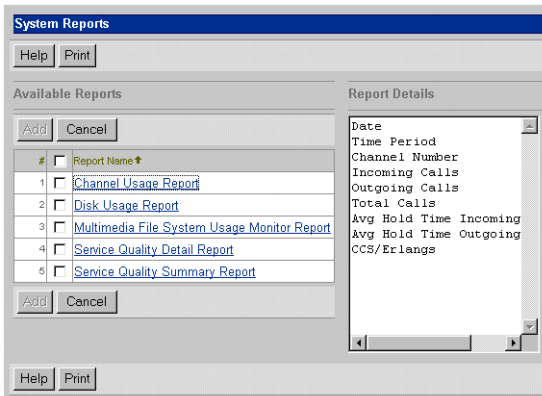 System Reports
Help Print
Available Reports
Add Cancel
# Report Name
1 Channel Usage Report
2 Disk Usage Report
3 Multimedia File System Usage Monitor Report
4 Service Quality Detail Report
5 Service Quality Summary Report
Add Cancel
Report Details
Date
Time Period
Channel Number
Incoming Calls
Outgoing Calls
Total Calls
Avg Hold Time Incoming
Avg Hold Time Outgoing
CCS/Erlangs
Help Print